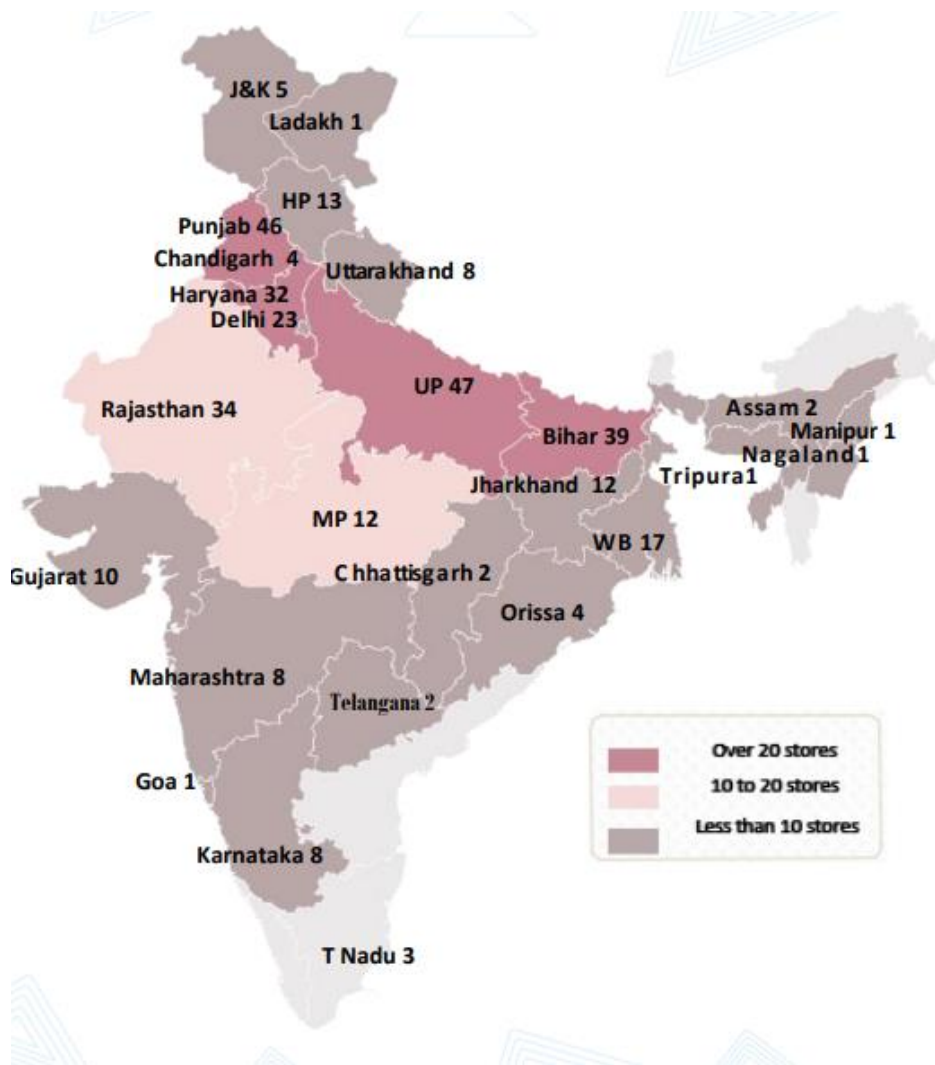 J&K 5
Ladakh 1
HP 13
Punjab 46
Chandigarh 4
Uttarakhand 8
Haryana 32
Delhi 23
UP 47
Rajasthan 34
Assam 2
Bihar 39
Manipur 1
Nagaland1
Tripura1
Jharkhand 12
MP 12
WB 17
Chhattisgarh 2
Gujarat 10
Orissa 4
Maharashtra 8
Telangana 2
Over 20 stores
10 to 20 stores
Less than 10 stores
Goa 1
Karnataka 8
T Nadu 3